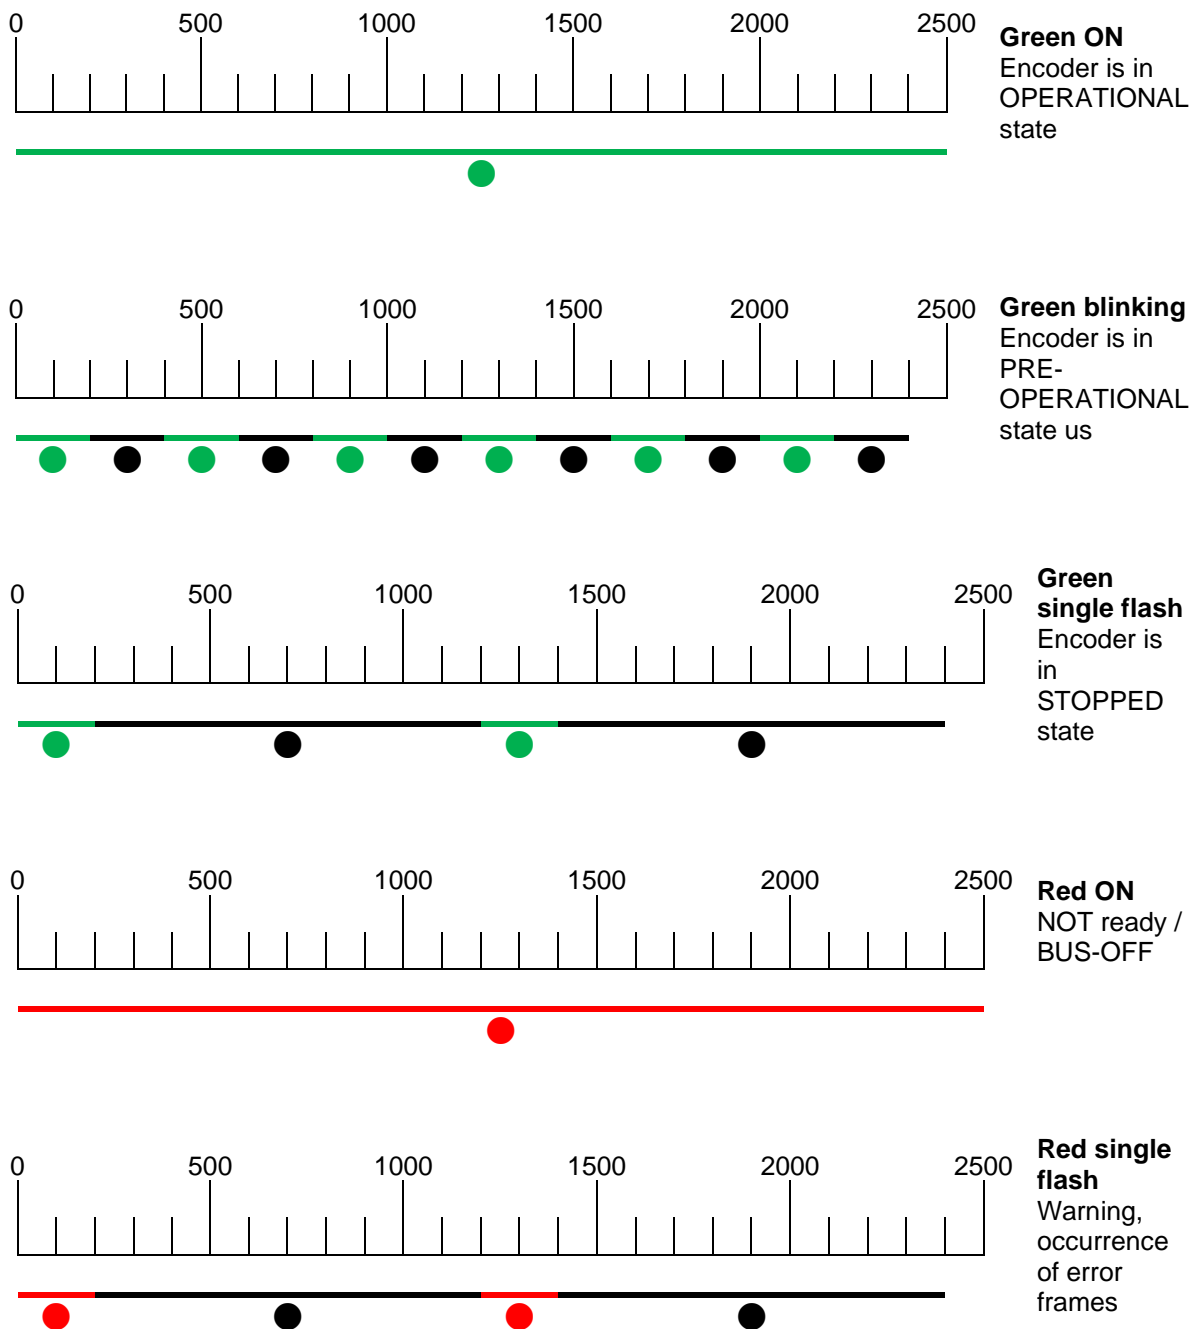 0 500 1000 1500 2000 2500
Green ON
Encoder is in
OPERATIONAL
state
0 500 1000 1500 2000 2500
Green blinking
Encoder is in
PRE-
OPERATIONAL
state us
0 500 1000 1500 2000 2500
Green
single flash
Encoder is
in
STOPPED
state
0 500 1000 1500 2000 2500
Red ON
NOT ready /
BUS-OFF
0 500 1000 1500 2000 2500
Red single
flash
Warning,
occurrence
of error
frames